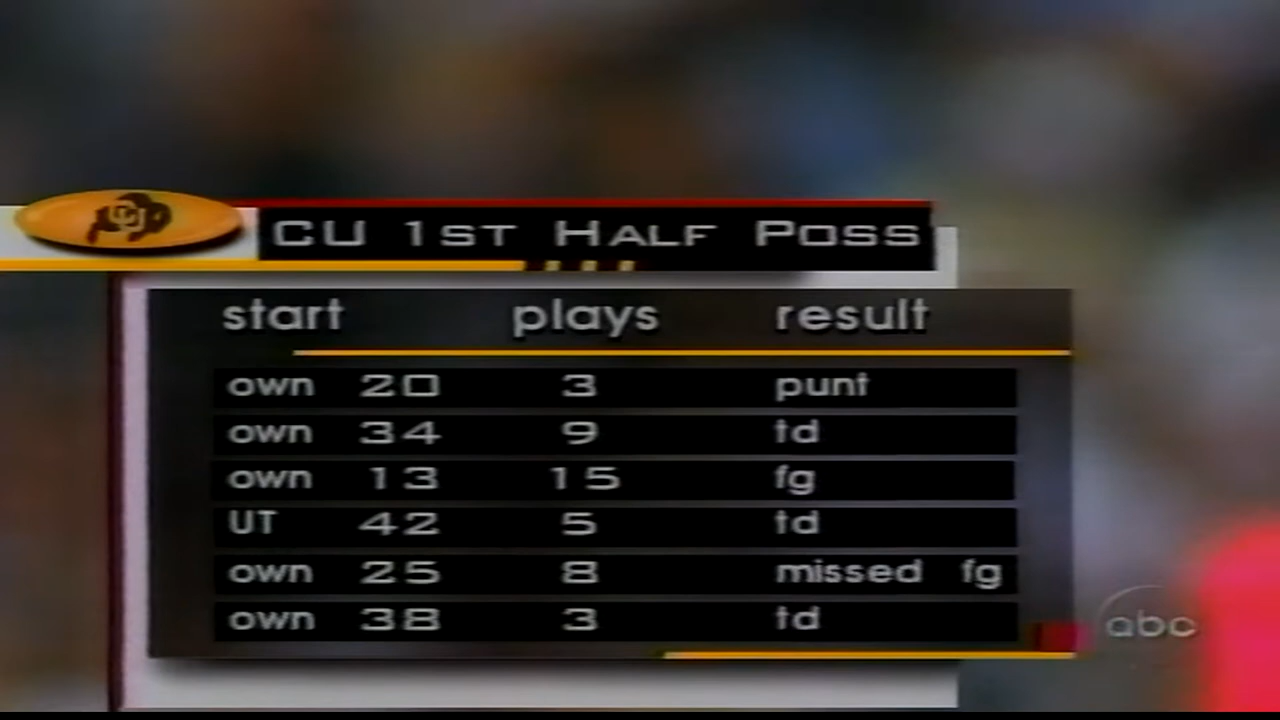 CU
CU 1ST HALF POSS
start plays result
own 20 3 punt
own 34 9 td
own 13 15 fg
UT 42 5 td
own 25 8 missed fg
own 38 3 td
abc